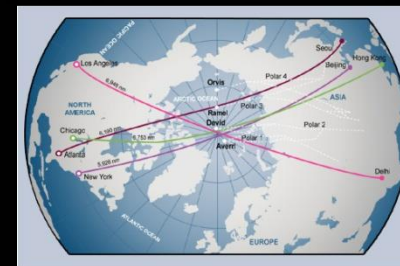 PACIFIC OCEAN
Seoul
Los Angeles
Hong Kong
Beijing
Orvis
Polar 4
NORTH
AMERICA
ARCTIC OCEAN
ASIA
Polar 3
Ramel
David
Polar 2
Chicago
Polar 1
Atlanta
Avern
New York
Delhi
ATLANTIC OCEAN
EUROPE